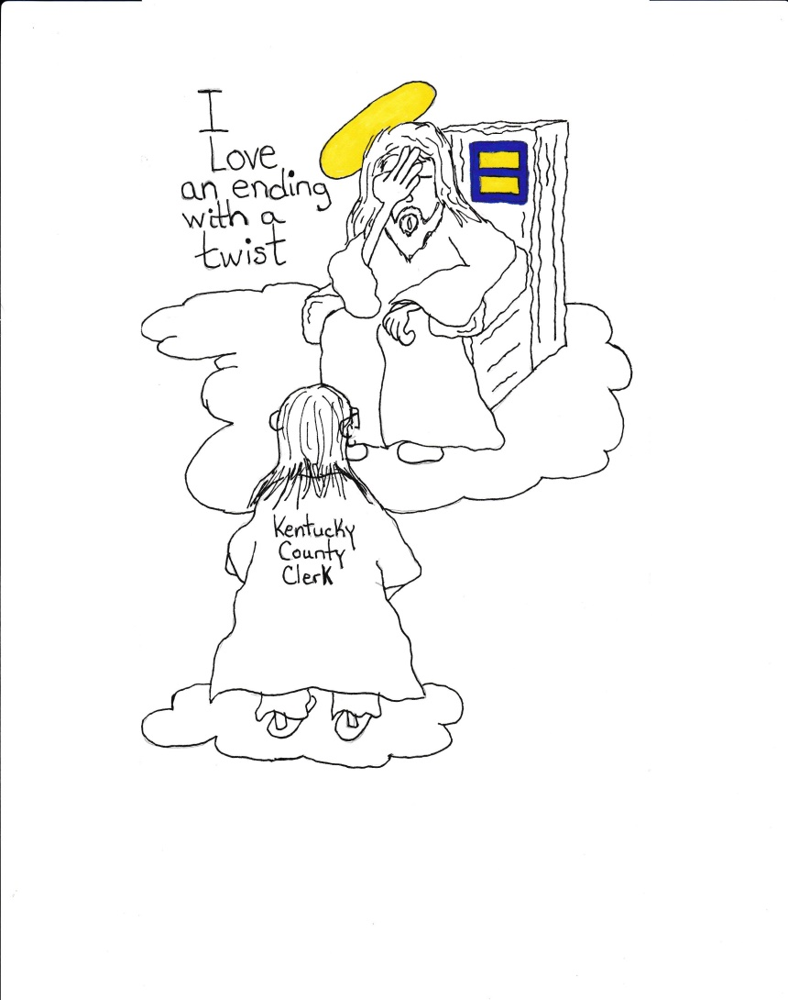 I
Love
an ending
with a
twist
Kentucky
County
Clerk